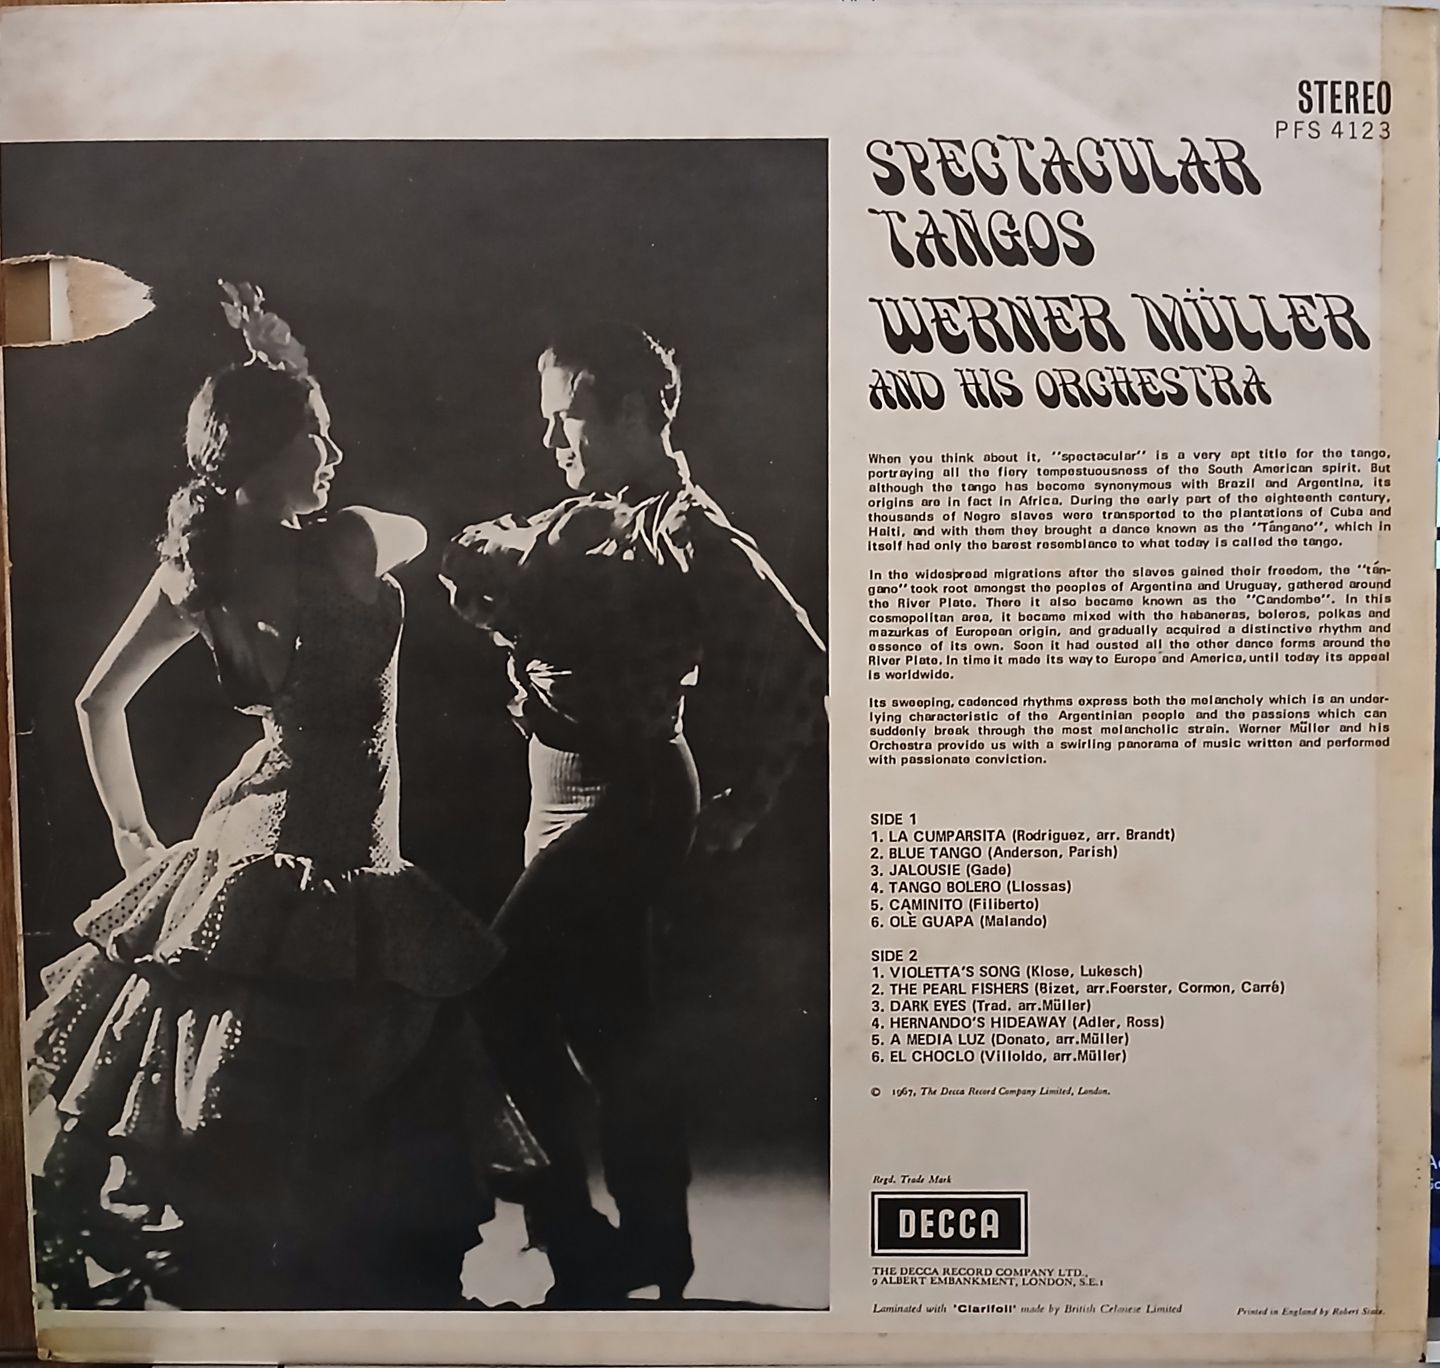 STEREO
PFS 4123
SPECTACULAR
TANGOS
WERNER MÜLLER
AND HIS ORCHESTRA
When you think about it, "spectacular" is a very apt title for the tango,
portraying all the fiery tempestuousness of the South American spirit. But
although the tango has become synonymous with Brazil and Argentina, its
origins are in fact in Africa. During the early part of the eighteenth century,
thousands of Negro slaves were transported to the plantations of Cuba and
Haiti, and with them they brought a dance known as the "Tángano", which in
itself had only the barest resemblance to what today is called the tango.
In the widespread migrations after the slaves gained their freedom, the "tán-
gano" took root amongst the peoples of Argentina and Uruguay, gathered around
the River Plate. There it also became known as the "Candombe". In this
cosmopolitan area, it became mixed with the habaneras, boleros, polkas and
mazurkas of European origin, and gradually acquired a distinctive rhythm and
essence of its own. Soon it had ousted all the other dance forms around the
River Plate. In time it made its way to Europe and America, until today its appeal
is worldwide.
Its sweeping, cadenced rhythms express both the melancholy which is an under-
lying characteristic of the Argentinian people and the passions which can
suddenly break through the most melancholic strain. Werner Müller and his
Orchestra provide us with a swirling panorama of music written and performed
with passionate conviction.
SIDE 1
1. LA CUMPARSITA (Rodriguez, arr. Brandt)
2. BLUE TANGO (Anderson, Parish)
3. JALOUSIE (Gade)
4. TANGO BOLERO (Llossas)
5. CAMINITO (Filiberto)
6. OLÈ GUAPA (Malando)
SIDE 2
1. VIOLETTA'S SONG (Klose, Lukesch)
2. THE PEARL FISHERS (Bizet, arr.Foerster, Cormon, Carré)
3. DARK EYES (Trad. arr.Müller)
4. HERNANDO'S HIDEAWAY (Adler, Ross)
5. A MEDIA LUZ (Donato, arr.Müller)
6. EL CHOCLO (Villoldo, arr.Müller)
© 1967, The Decca Record Company Limited, London.
Regd. Trade Mark
DECCA
THE DECCA RECORD COMPANY LTD.,
9 ALBERT EMBANKMENT, LONDON, S.E.1
Laminated with 'Clarifoil' made by British Celanese Limited
Printed in England by Robert